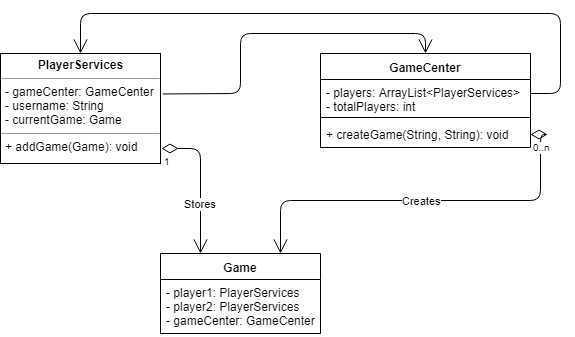 PlayerServices
- gameCenter: GameCenter
- username: String
- currentGame: Game
+ addGame(Game): void
1
GameCenter
- players: ArrayList<PlayerServices>
- totalPlayers: int
+ createGame(String, String): void
0..n
Stores
Creates
Game
- player1: PlayerServices
- player2: PlayerServices
- gameCenter: GameCenter